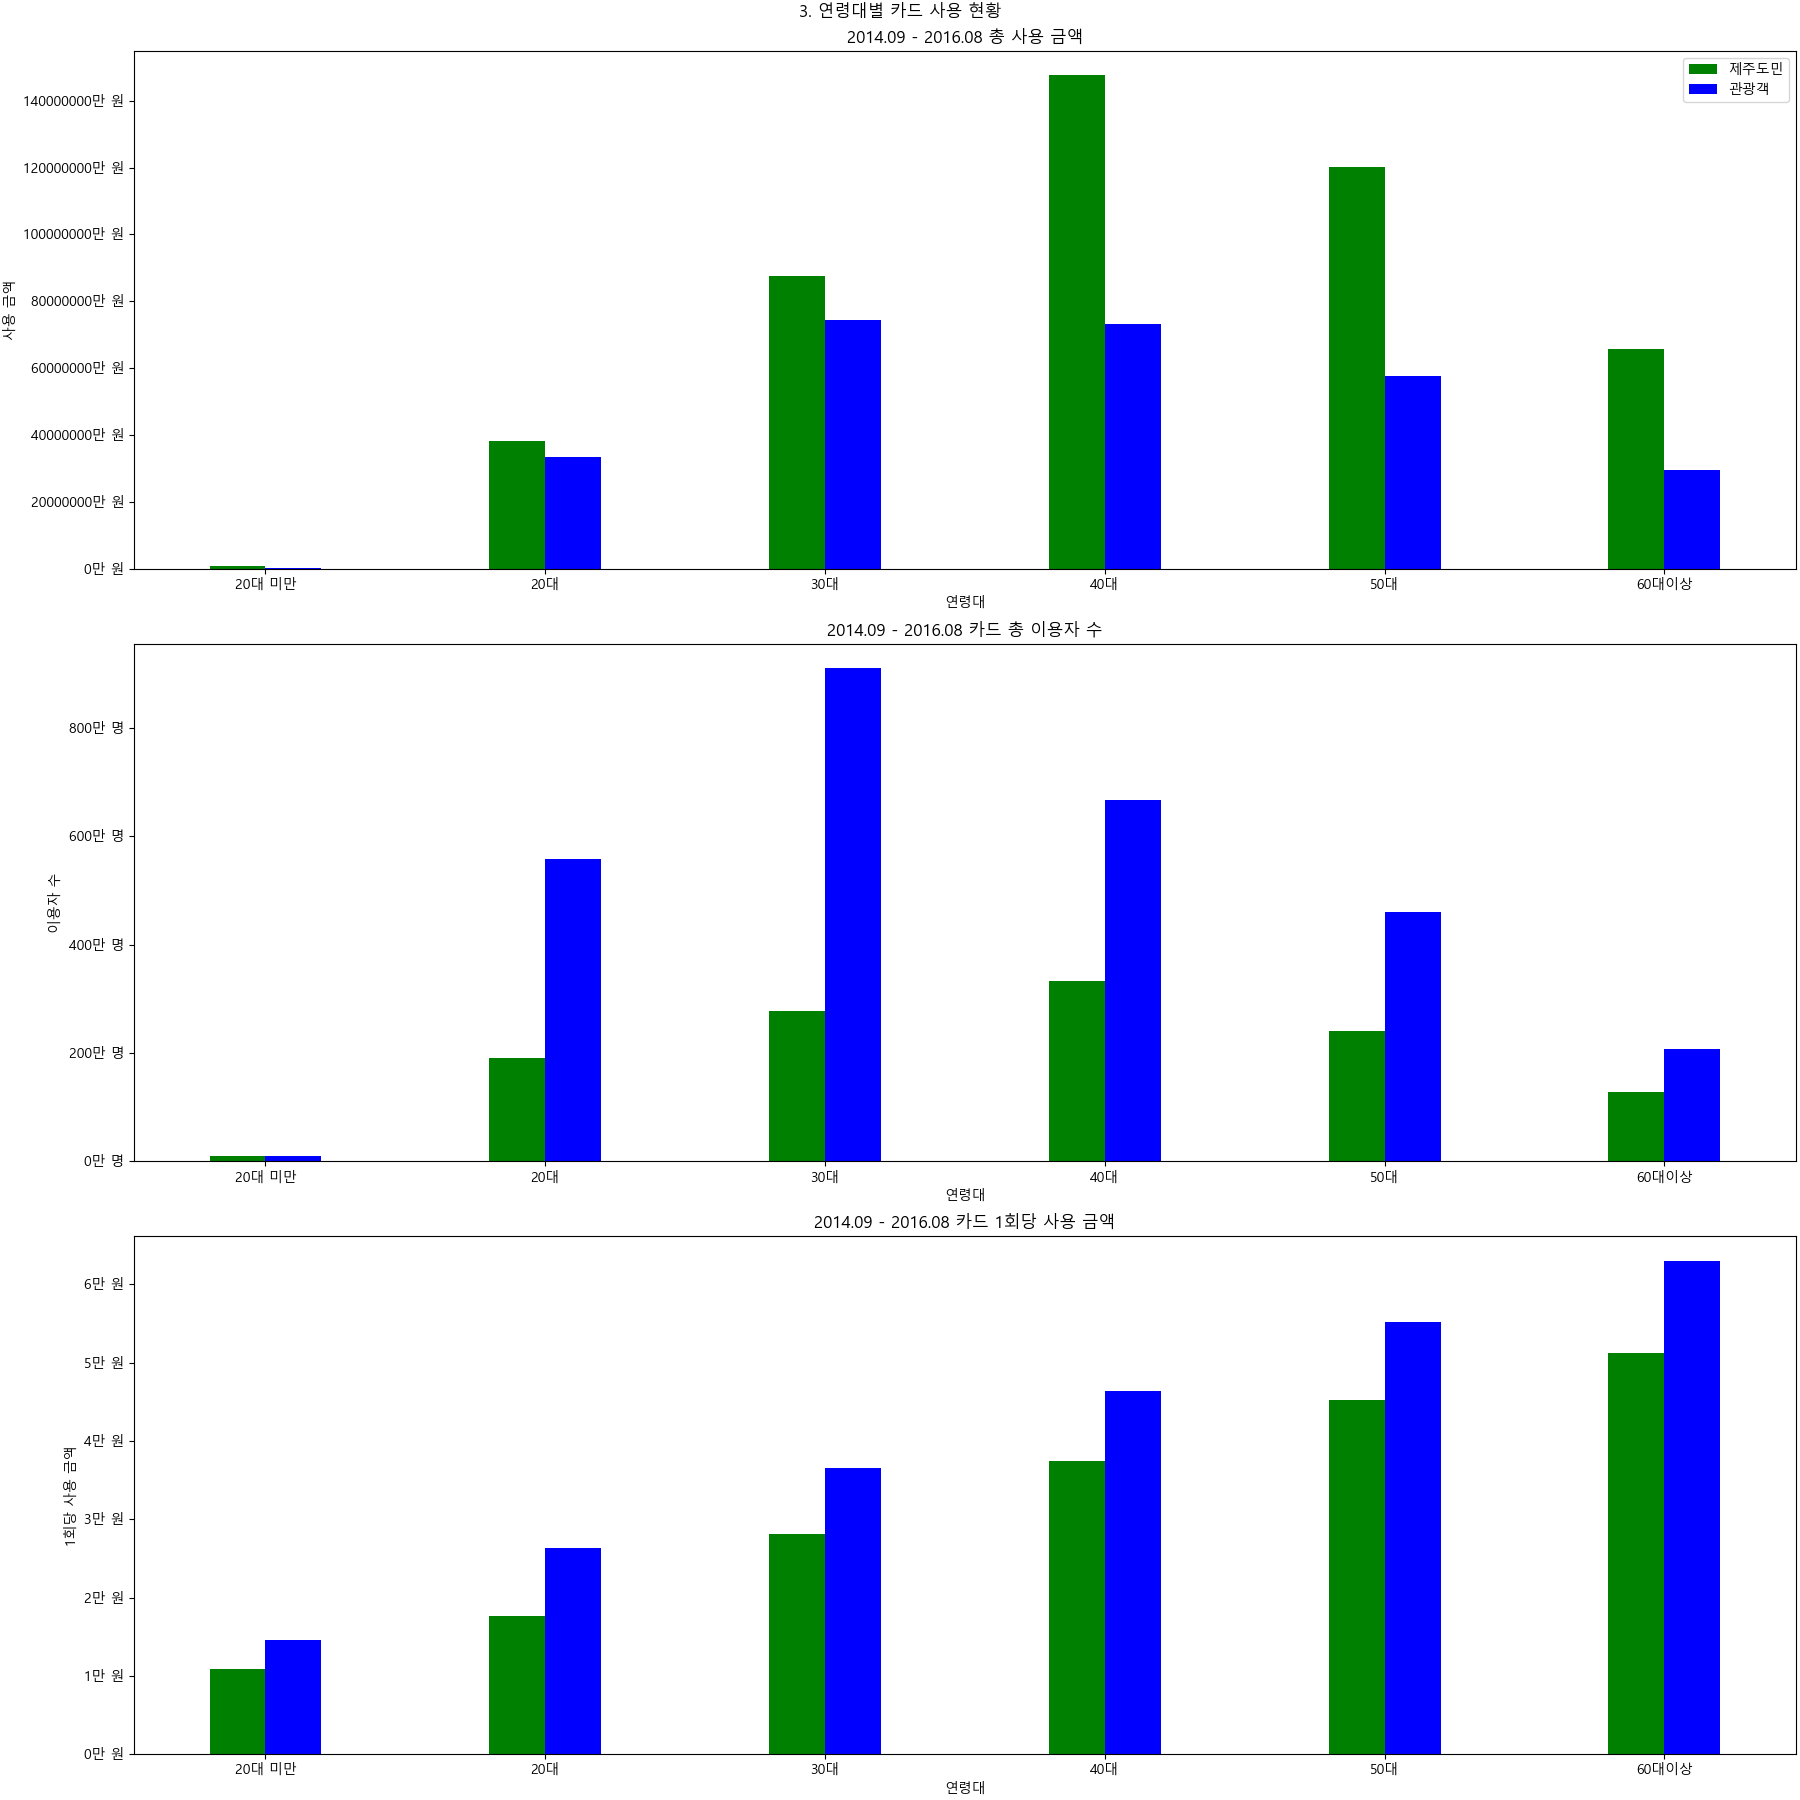 3. 연령대별 카드 사용 현황
2014.09 - 2016.08 총 사용 금액
제주도민
관광객
사용 금액
140000000만 원
120000000만 원
100000000만 원
80000000만 원
60000000만 원
40000000만 원
20000000만 원
0만 원
20대 미만 20대 30대 40대 50대 60대이상
연령대
2014.09 - 2016.08 카드 총 이용자 수
이용자 수
800만 명
600만 명
400만 명
200만 명
0만 명
20대 미만 20대 30대 40대 50대 60대이상
연령대
2014.09 - 2016.08 카드 1회당 사용 금액
1회당 사용 금액
6만 원
5만 원
4만 원
3만 원
2만 원
1만 원
0만 원
20대 미만 20대 30대 40대 50대 60대이상
연령대